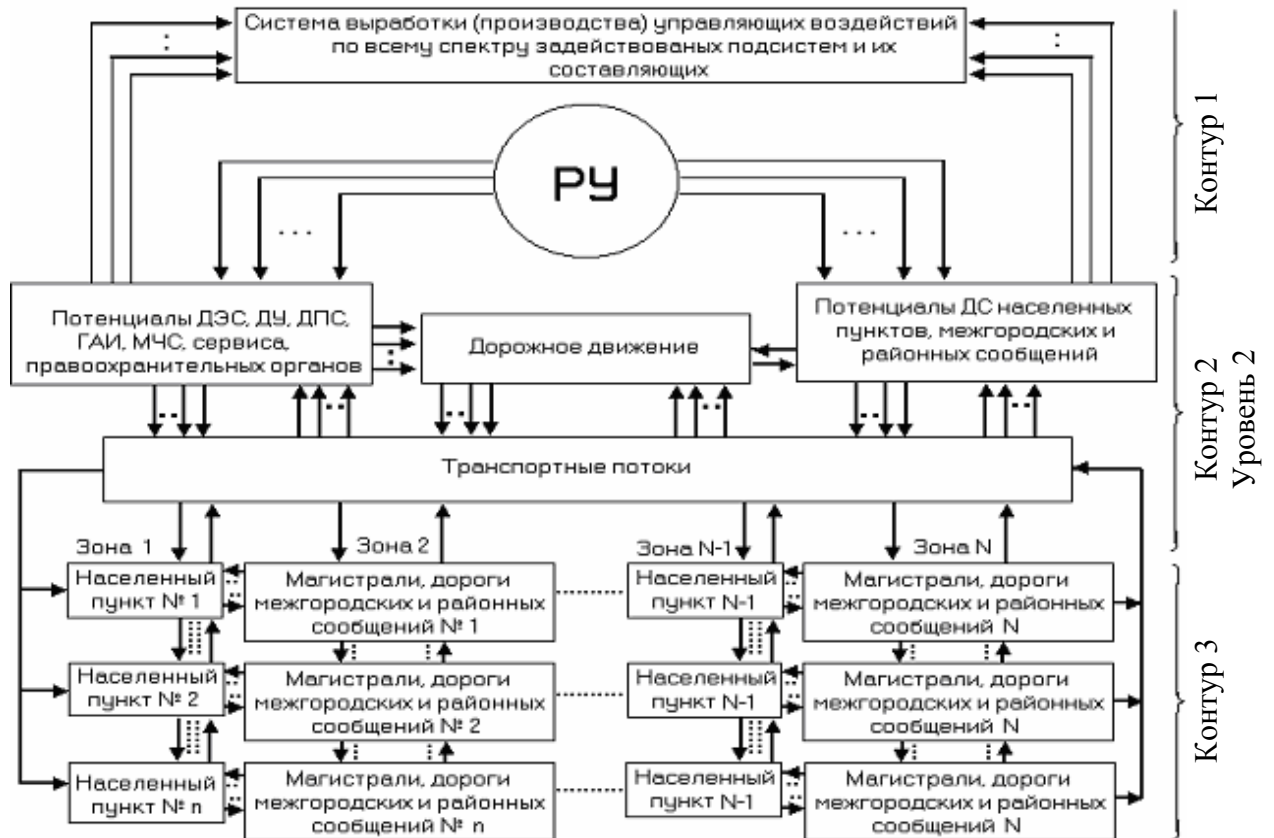 Система выработки (производства) управляющих воздействий
по всему спектру задействованых подсистем и их
составляющих
Контур 1
РУ
Потенциалы ДЭС, ДУ, ДПС,
ГАИ, МЧС, сервиса,
правоохранительных органов
Дорожное движение
Потенциалы ДС населенных
пунктов, межгородских и
районных сообщений
Контур 2
Уровень 2
Транспортные потоки
Зона 1
Зона 2
Зона N-1
Зона N
Населенный
пункт № 1
Магистрали, дороги
межгородских и районных
сообщений № 1
Населенный
пункт N-1
Магистрали, дороги
межгородских и районных
сообщений N
Контур 3
Населенный
пункт № 2
Магистрали, дороги
межгородских и районных
сообщений № 2
Населенный
пункт N-1
Магистрали, дороги
межгородских и районных
сообщений N
Населенный
пункт № n
Магистрали, дороги
межгородских и районных
сообщений № n
Населенный
пункт N-1
Магистрали, дороги
межгородских и районных
сообщений N